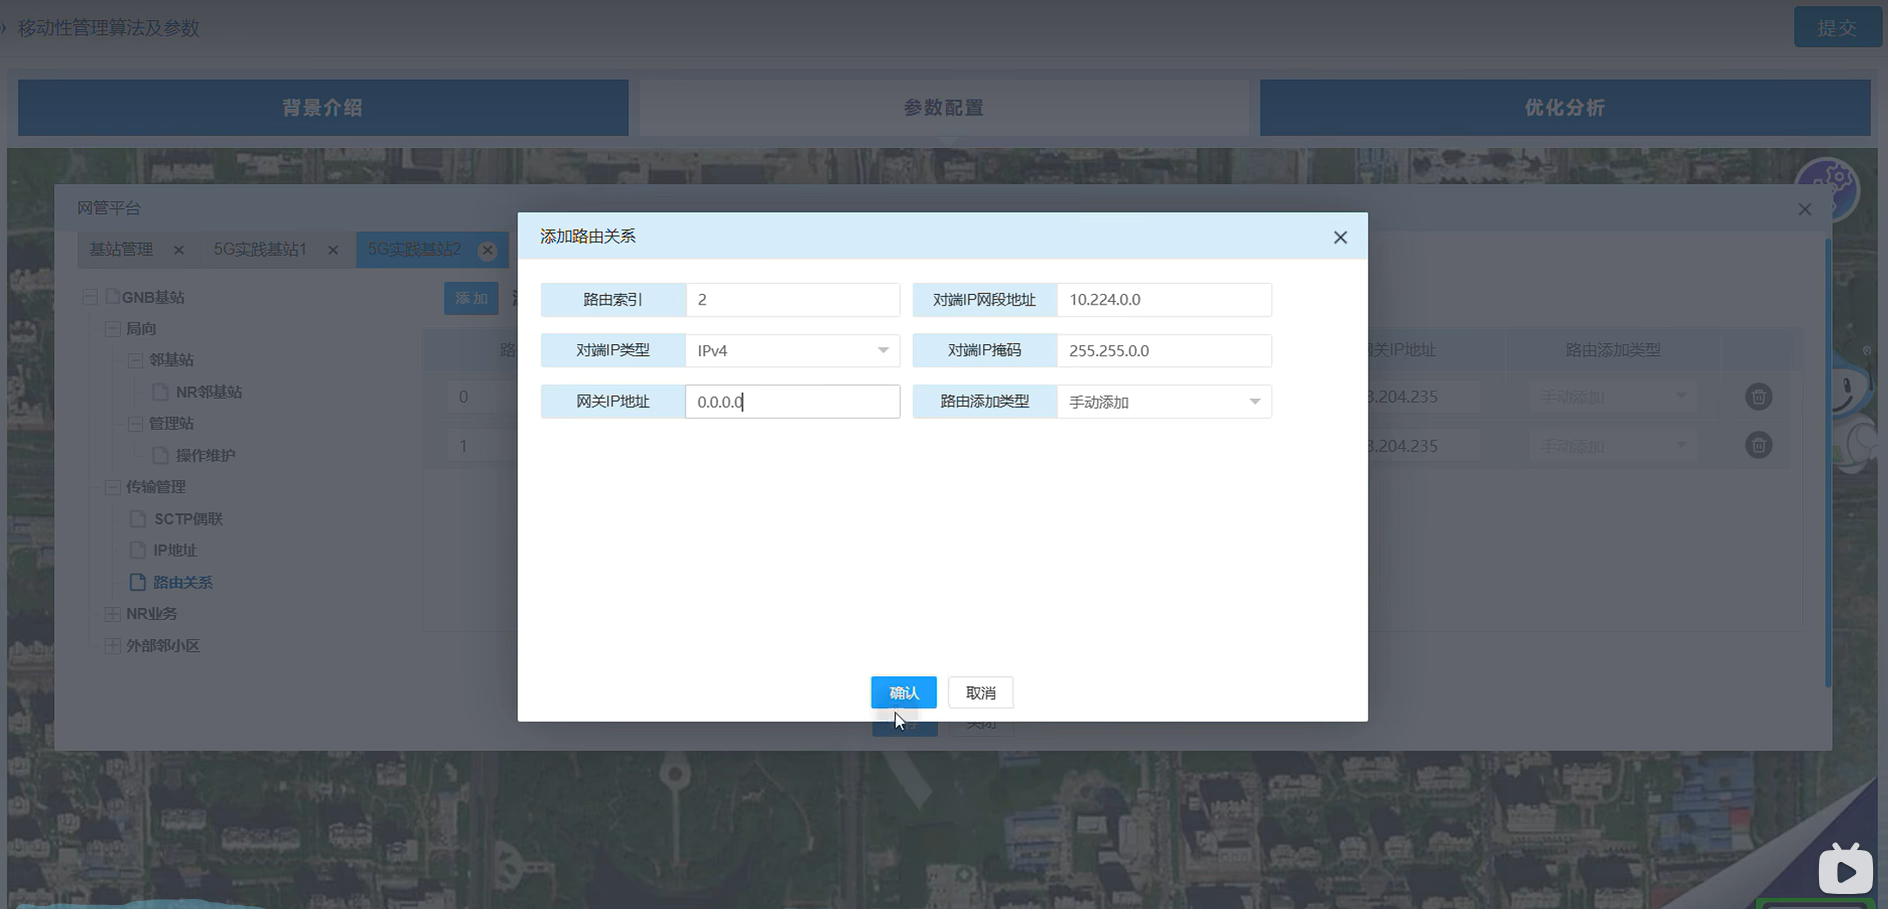 移动性管理算法及参数
提交
背景介绍
参数配置
优化分析
网管平台
基站管理
5G实践基站1
5G实践基站2
添加路由关系
GNB基站
局向
邻基站
NR邻基站
管理站
操作维护
传输管理
SCTP偶联
IP地址
路由关系
NR业务
外部邻小区
添加
路由索引 2
对端IP网段地址 10.224.0.0
对端IP类型 IPv4
对端IP掩码 255.255.0.0
网关IP地址 0.0.0.0
路由添加类型 手动添加
路
关IP地址
路由添加类型
0
.204.235
手动添加
1
.204.235
手动添加
确认
取消
关闭